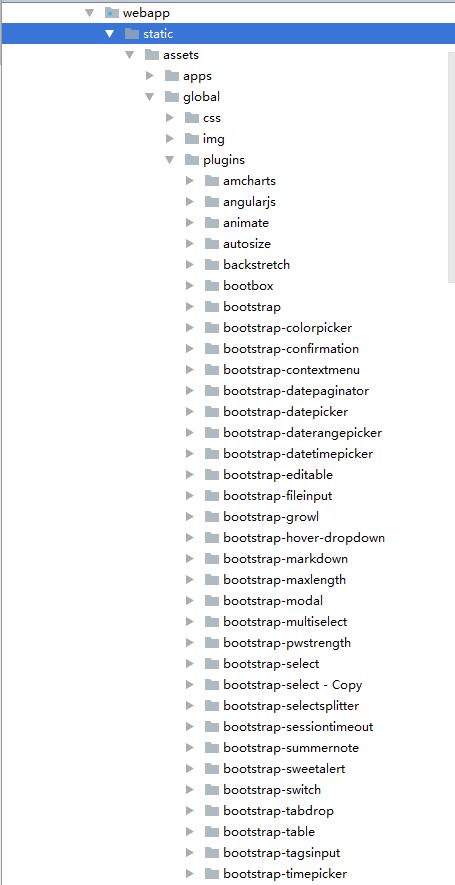 webapp
static
assets
apps
global
css
img
plugins
amcharts
angularjs
animate
autosize
backstretch
bootbox
bootstrap
bootstrap-colorpicker
bootstrap-confirmation
bootstrap-contextmenu
bootstrap-datepaginator
bootstrap-datepicker
bootstrap-daterangepicker
bootstrap-datetimepicker
bootstrap-editable
bootstrap-fileinput
bootstrap-growl
bootstrap-hover-dropdown
bootstrap-markdown
bootstrap-maxlength
bootstrap-modal
bootstrap-multiselect
bootstrap-pwstrength
bootstrap-select
bootstrap-select - Copy
bootstrap-selectsplitter
bootstrap-sessiontimeout
bootstrap-summernote
bootstrap-sweetalert
bootstrap-switch
bootstrap-tabdrop
bootstrap-table
bootstrap-tagsinput
bootstrap-timepicker